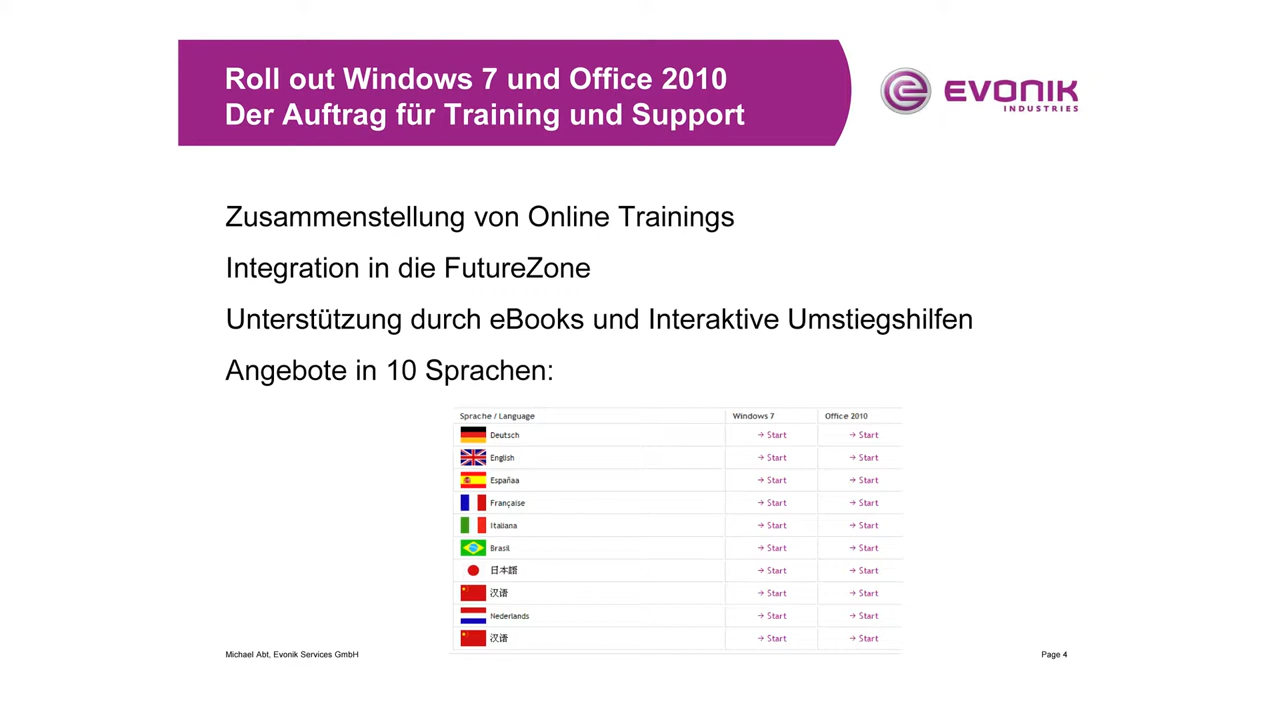 Roll out Windows 7 und Office 2010
Der Auftrag für Training und Support
EVONIK
INDUSTRIES
Zusammenstellung von Online Trainings
Integration in die FutureZone
Unterstützung durch eBooks und Interaktive Umstiegshilfen
Angebote in 10 Sprachen:
Sprache / Language Windows 7 Office 2010
Deutsch → Start → Start
English → Start → Start
Españaa → Start → Start
Française → Start → Start
Italiana → Start → Start
Brasil → Start → Start
日本語 → Start → Start
汉语 → Start → Start
Nederlands → Start → Start
汉语 → Start → Start
Michael Abt, Evonik Services GmbH Page 4